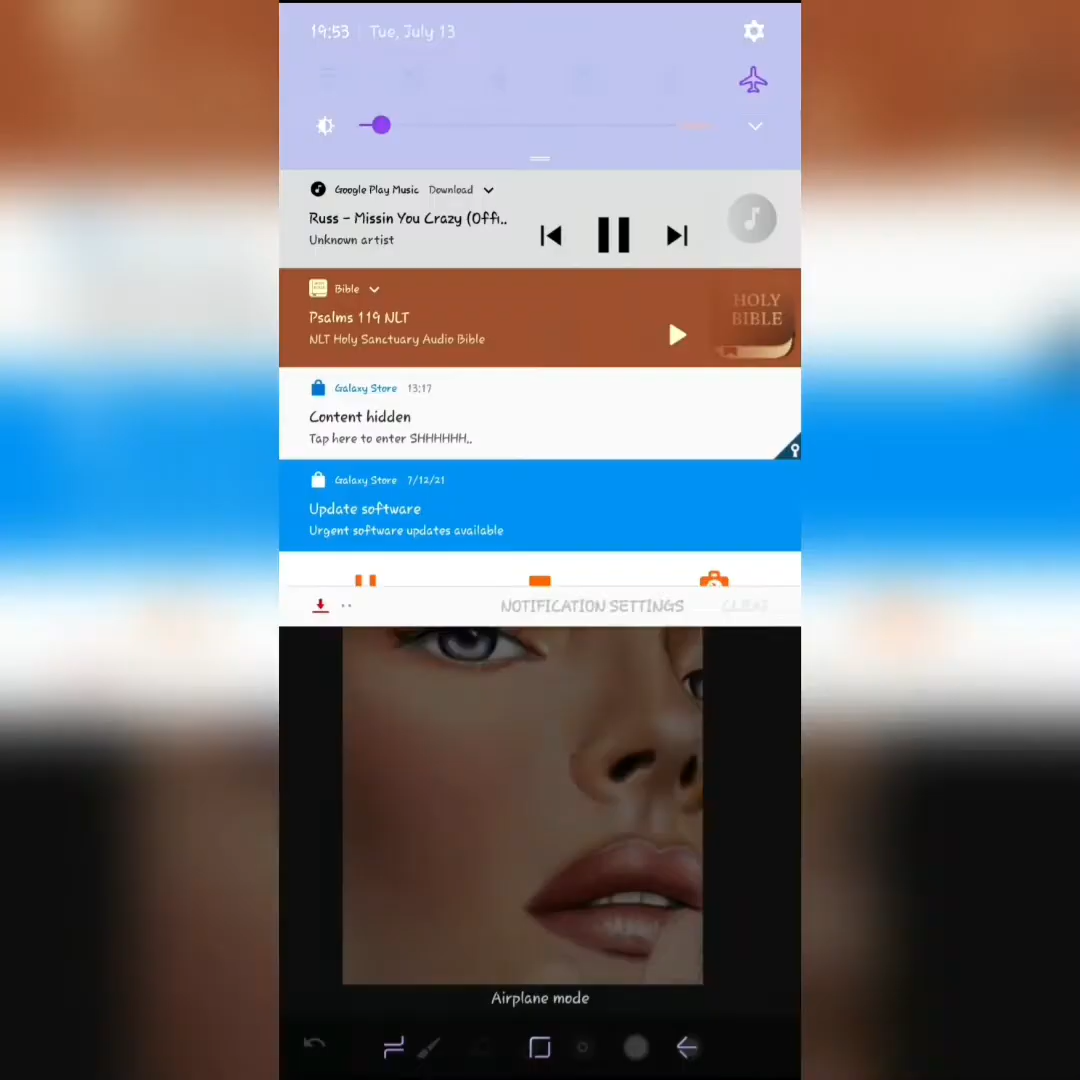 19:53 | Tue, July 13
Google Play Music Download
Russ - Missin You Crazy (Offi..
Unknown artist
Bible
Psalms 119 NLT
NLT Holy Sanctuary Audio Bible
HOLY
BIBLE
Galaxy Store 13:17
Content hidden
Tap here to enter SHHHHHH..
Galaxy Store 7/12/21
Update software
Urgent software updates available
NOTIFICATION SETTINGS CLEAR
Airplane mode